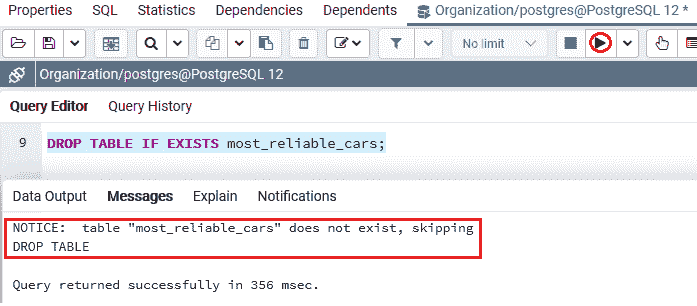 Properties SQL Statistics Dependencies Dependents Organization/postgres@PostgreSQL 12 *
No limit
Organization/postgres@PostgreSQL 12
Query Editor Query History
9 DROP TABLE IF EXISTS most_reliable_cars;
Data Output Messages Explain Notifications
NOTICE:  table "most_reliable_cars" does not exist, skipping
DROP TABLE
Query returned successfully in 356 msec.